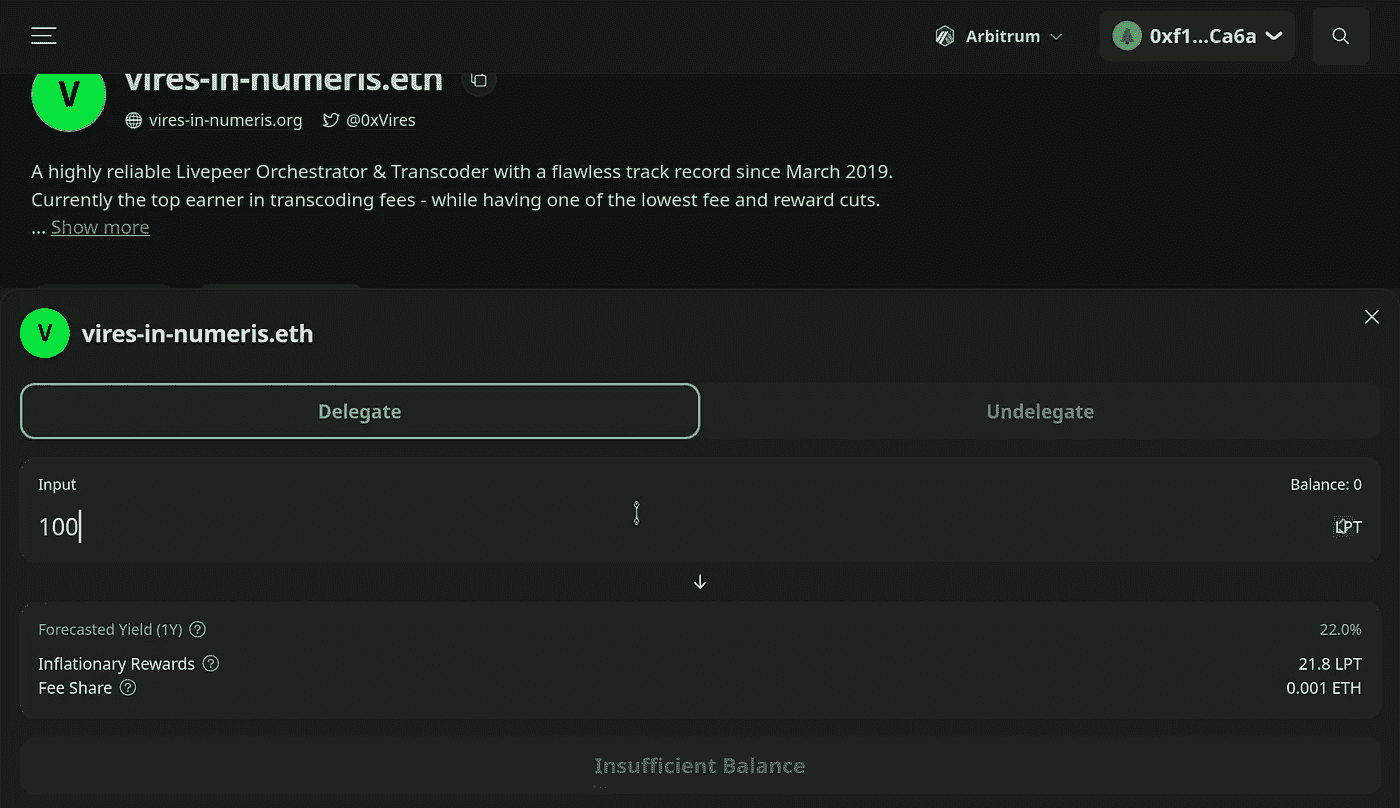 Arbitrum
0xf1...Ca6a
V
vires-in-numeris.eth
vires-in-numeris.org @0xVires
A highly reliable Livepeer Orchestrator & Transcoder with a flawless track record since March 2019.
Currently the top earner in transcoding fees - while having one of the lowest fee and reward cuts.
... Show more
V
vires-in-numeris.eth
Delegate
Undelegate
Input
Balance: 0
100
LPT
Forecasted Yield (1Y) ?
22.0%
Inflationary Rewards ?
21.8 LPT
Fee Share ?
0.001 ETH
Insufficient Balance